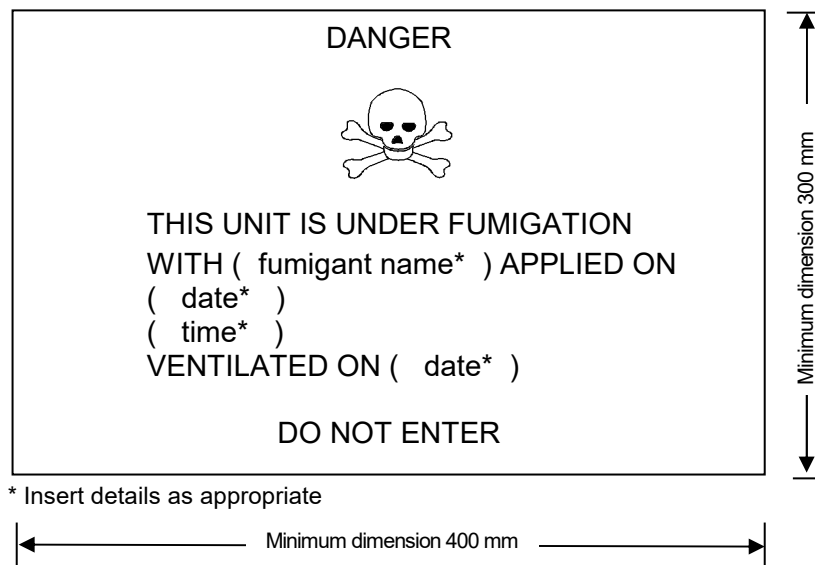 DANGER
THIS UNIT IS UNDER FUMIGATION
WITH ( fumigant name* ) APPLIED ON
( date* )
( time* )
VENTILATED ON ( date* )
DO NOT ENTER
Minimum dimension 300 mm
* Insert details as appropriate
Minimum dimension 400 mm